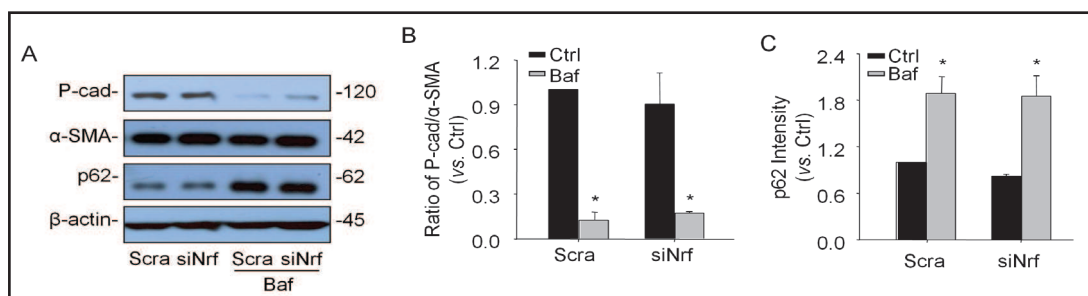 A
P-cad-
-120
α-SMA-
-42
p62-
-62
β-actin-
-45
Scra siNrf Scra siNrf
Baf
B
Ratio of P-cad/α-SMA
(vs. Ctrl)
Ctrl
Baf
1.2
0.9
0.6
0.3
0.0
*
*
Scra
siNrf
C
p62 Intensity
(vs. Ctrl)
Ctrl
Baf
2.4
1.8
1.2
0.6
0.0
*
*
Scra
siNrf